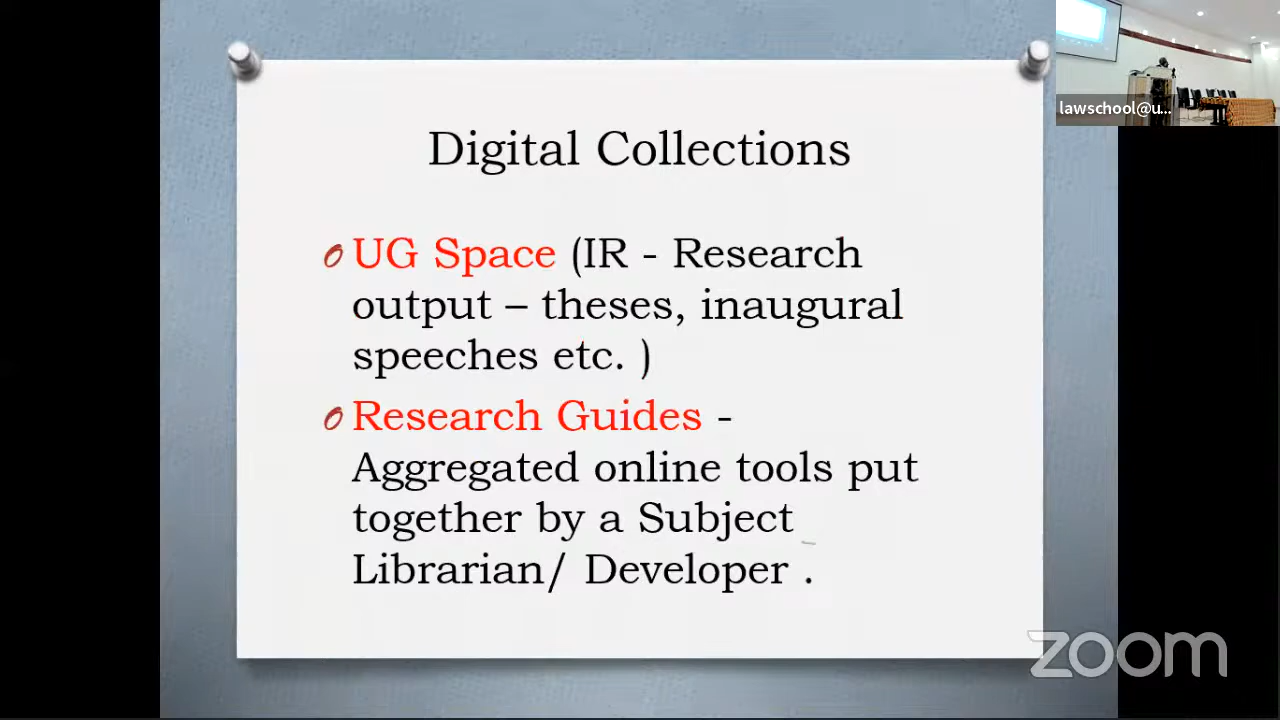 lawschool@u...
Digital Collections
UG Space (IR - Research
output – theses, inaugural
speeches etc. )
Research Guides -
Aggregated online tools put
together by a Subject
Librarian/ Developer .
zoom